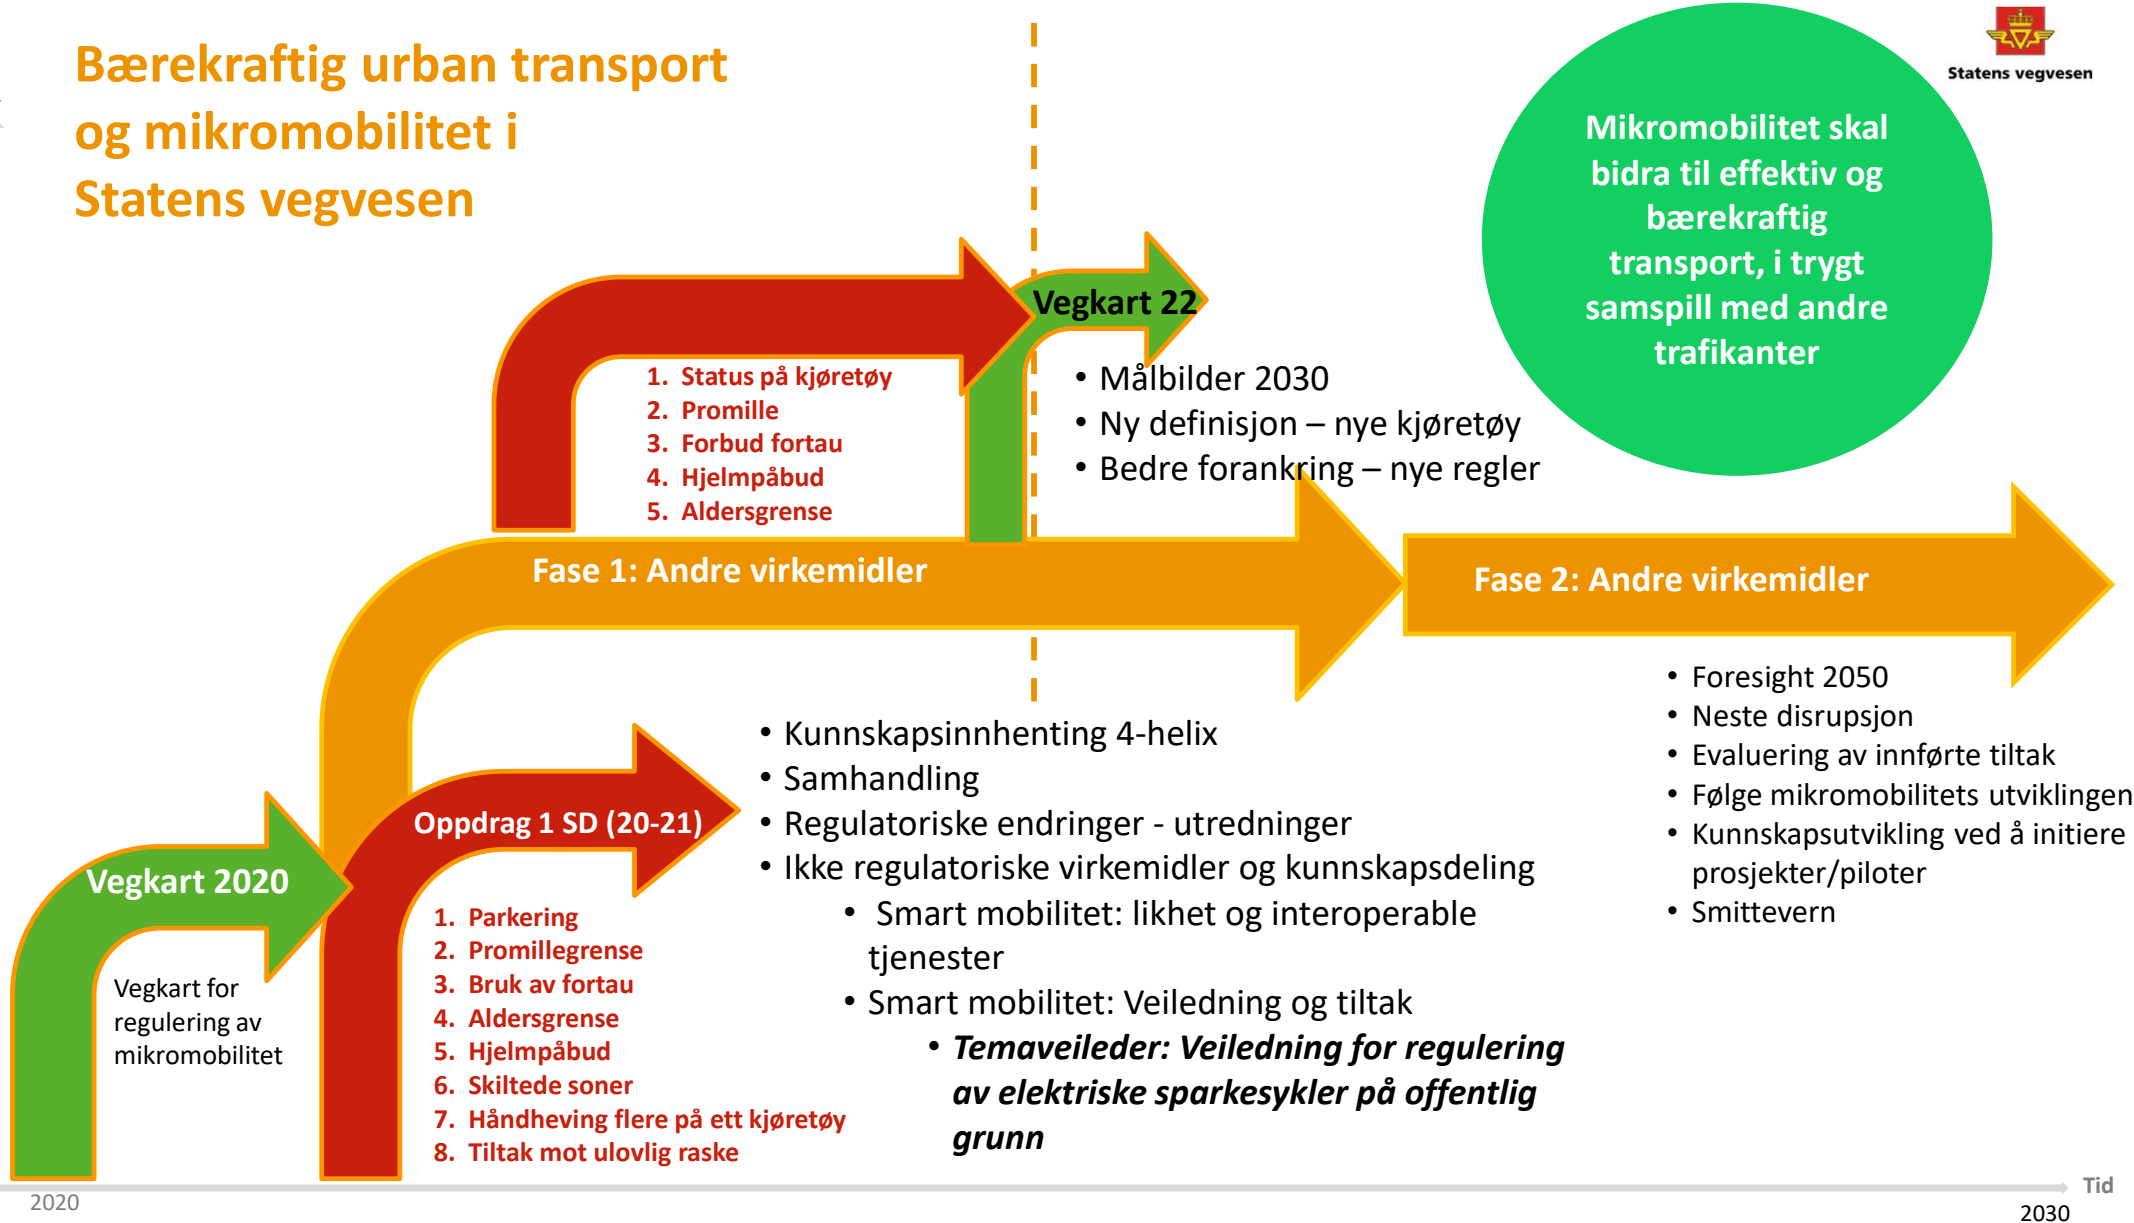 Bærekraftig urban transport
og mikromobilitet i
Statens vegvesen
Statens vegvesen
Mikromobilitet skal
bidra til effektiv og
bærekraftig
transport, i trygt
samspill med andre
trafikanter
Vegkart 22
1. Status på kjøretøy
2. Promille
3. Forbud fortau
4. Hjelmpåbud
5. Aldersgrense
• Målbilder 2030
• Ny definisjon – nye kjøretøy
• Bedre forankring – nye regler
Fase 1: Andre virkemidler
Fase 2: Andre virkemidler
• Foresight 2050
• Neste disrupsjon
• Evaluering av innførte tiltak
• Følge mikromobilitets utviklingen
• Kunnskapsutvikling ved å initiere
prosjekter/piloter
• Smittevern
• Kunnskapsinnhenting 4-helix
• Samhandling
• Regulatoriske endringer - utredninger
• Ikke regulatoriske virkemidler og kunnskapsdeling
• Smart mobilitet: likhet og interoperable
tjenester
• Smart mobilitet: Veiledning og tiltak
• Temaveileder: Veiledning for regulering
av elektriske sparkesykler på offentlig
grunn
Oppdrag 1 SD (20-21)
1. Parkering
2. Promillegrense
3. Bruk av fortau
4. Aldersgrense
5. Hjelmpåbud
6. Skiltede soner
7. Håndheving flere på ett kjøretøy
8. Tiltak mot ulovlig raske
Vegkart 2020
Vegkart for
regulering av
mikromobilitet
Tid
2020
2030